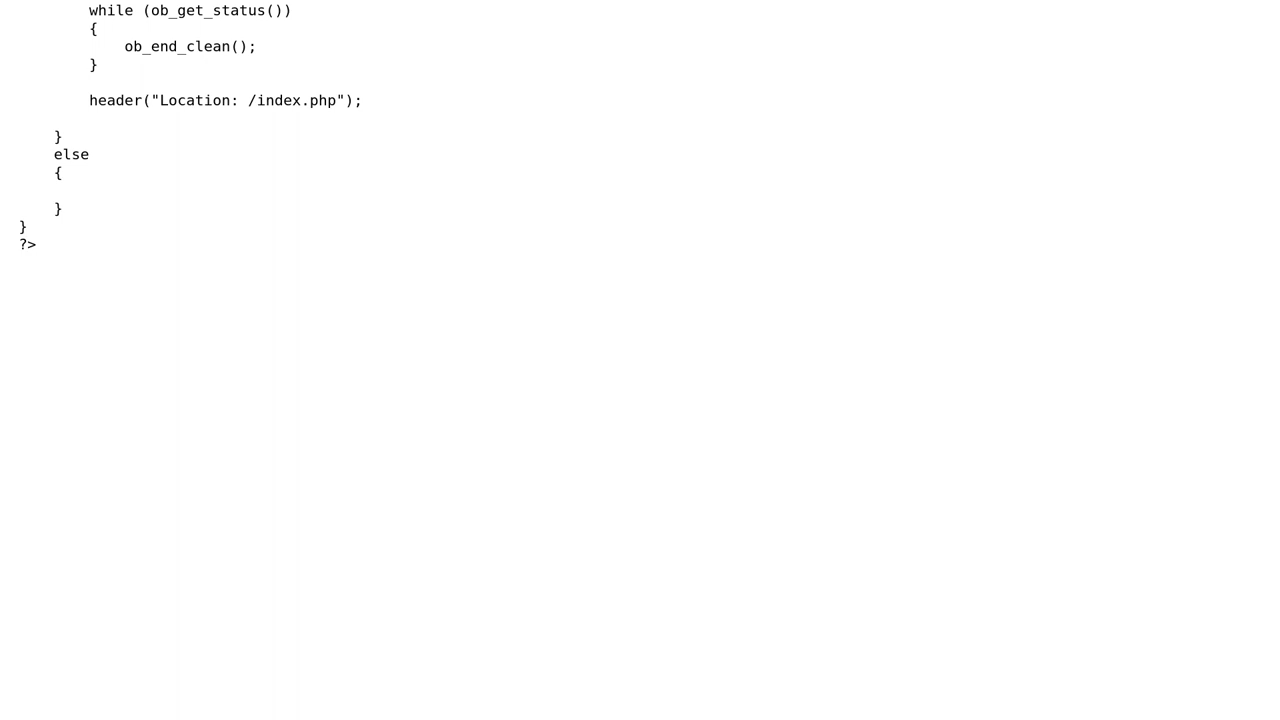 while (ob_get_status())
{
ob_end_clean();
}
header("Location: /index.php");
}
else
{
}
}
?>